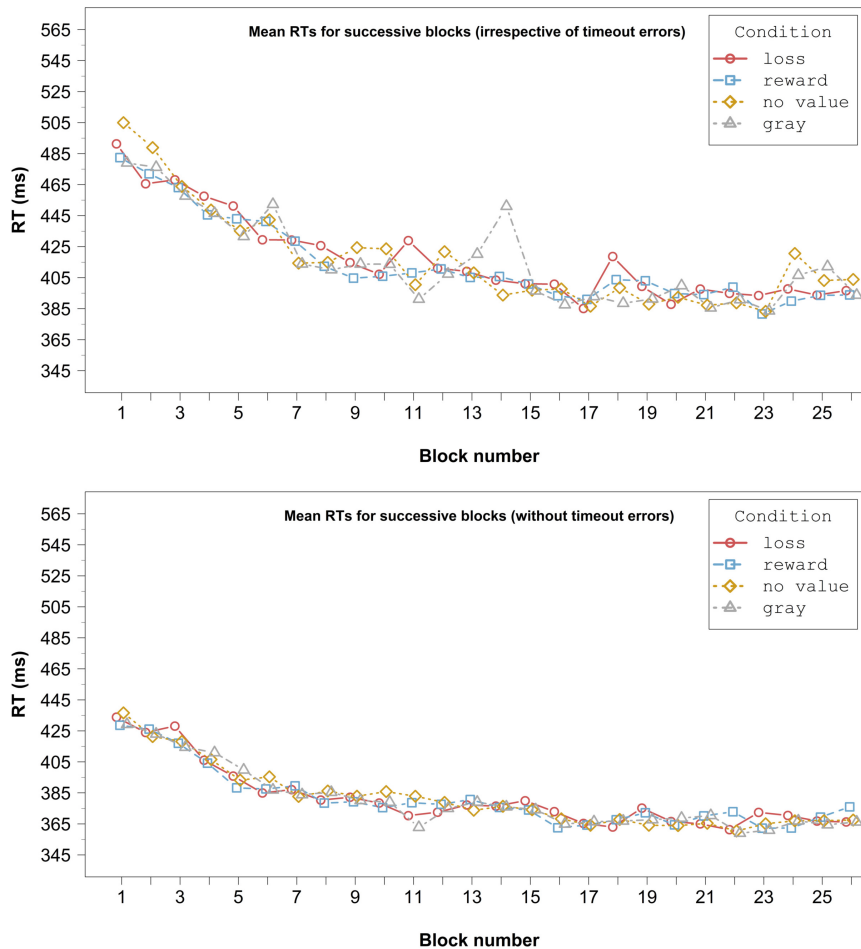 Mean RTs for successive blocks (irrespective of timeout errors)
Condition
loss
reward
no value
gray
RT (ms)
565
545
525
505
485
465
445
425
405
385
365
345
1 3 5 7 9 11 13 15 17 19 21 23 25
Block number
Mean RTs for successive blocks (without timeout errors)
Condition
loss
reward
no value
gray
RT (ms)
565
545
525
505
485
465
445
425
405
385
365
345
1 3 5 7 9 11 13 15 17 19 21 23 25
Block number